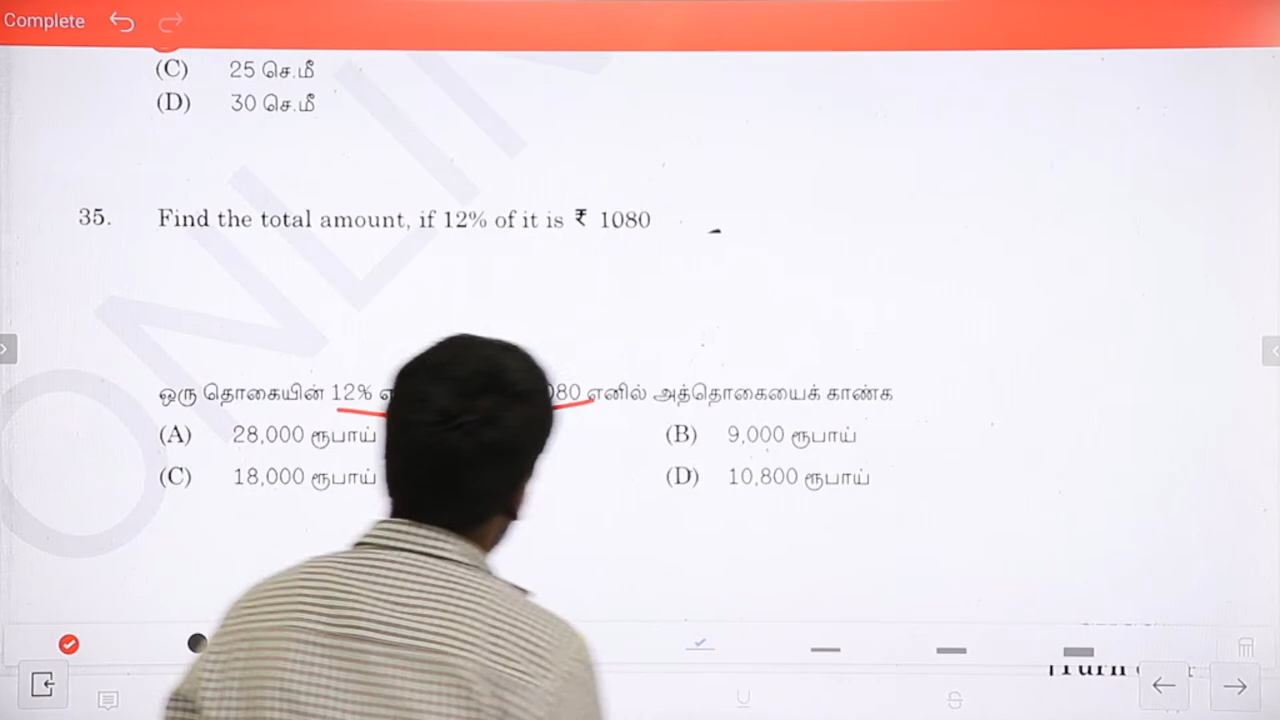 Complete
(C) 25 செ.மீ
(D) 30 செ.மீ
35. Find the total amount, if 12% of it is ₹ 1080
ஒரு தொகையின் 12% 080 எனில் அத்தொகையைக் காண்க
(A) 28,000 ரூபாய் (B) 9,000 ரூபாய்
(C) 18,000 ரூபாய் (D) 10,800 ரூபாய்
ONLIN